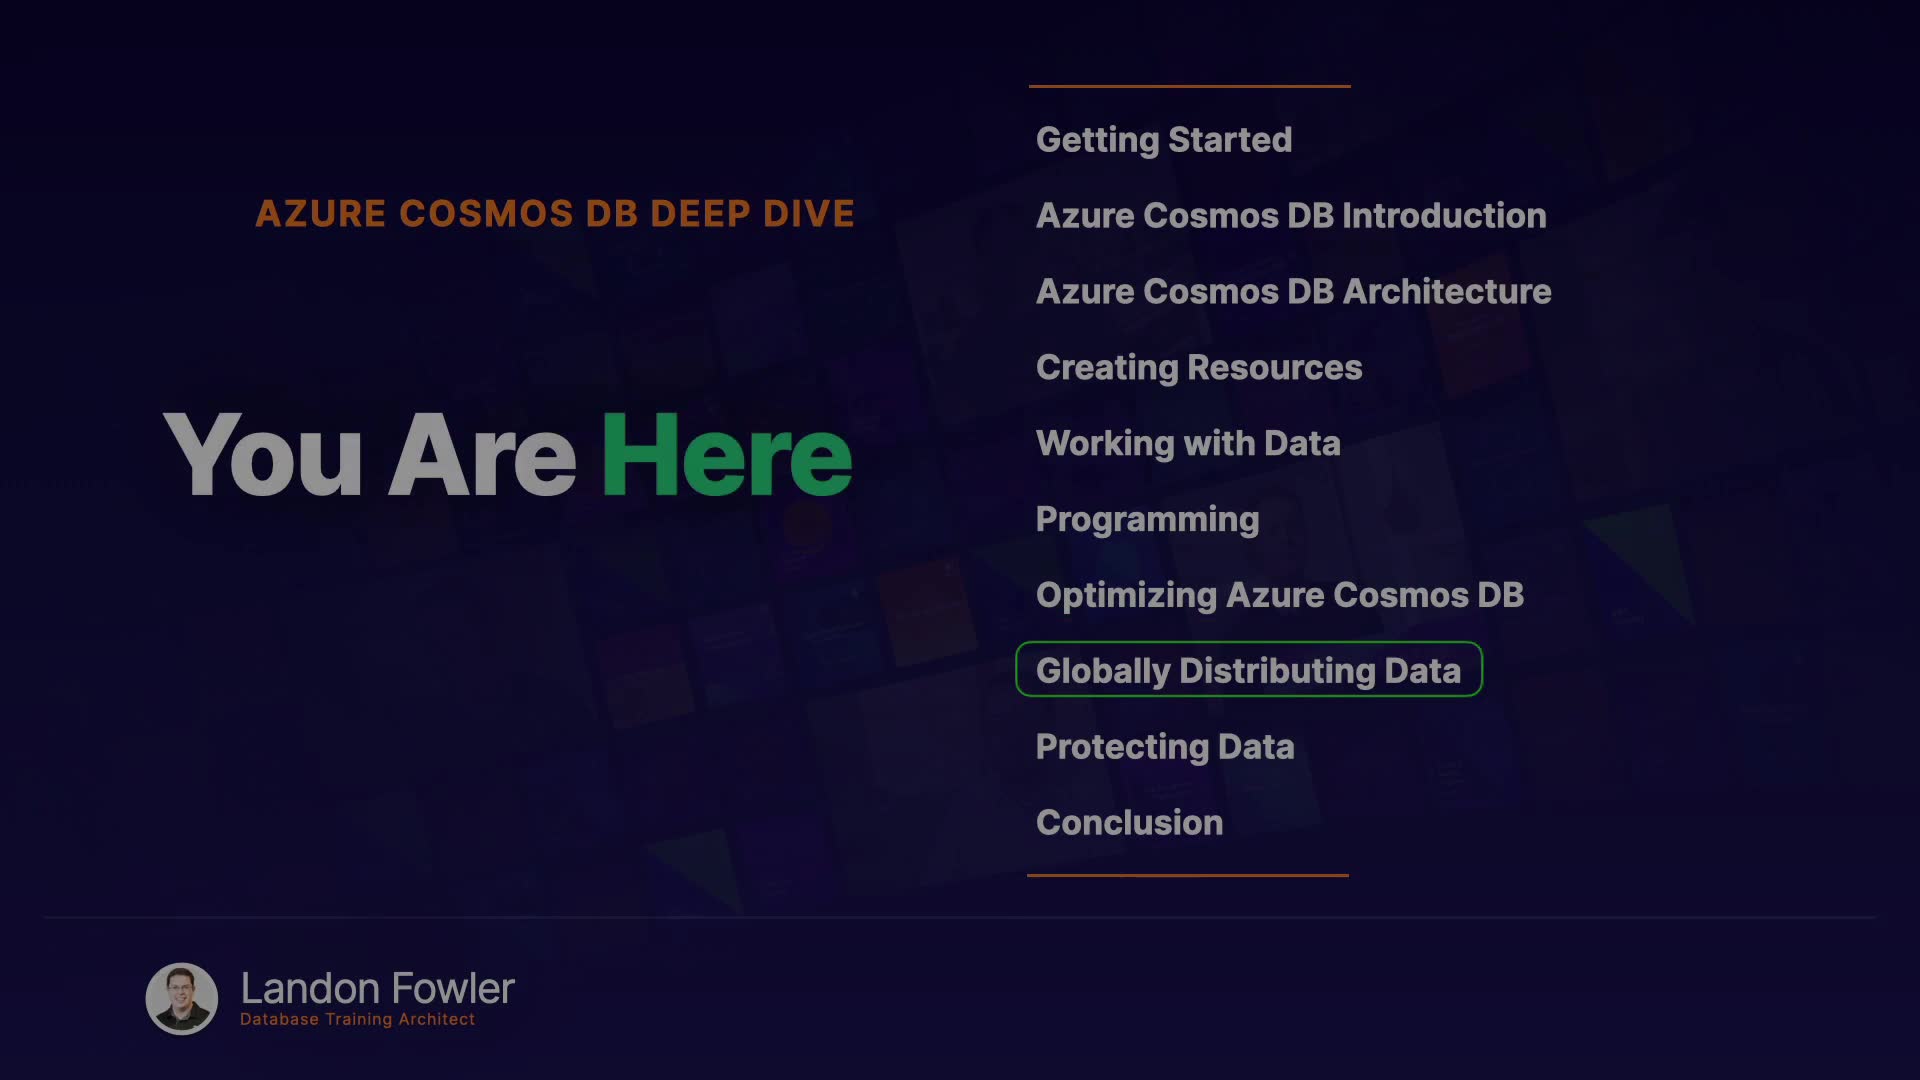 AZURE COSMOS DB DEEP DIVE
You Are Here
Getting Started
Azure Cosmos DB Introduction
Azure Cosmos DB Architecture
Creating Resources
Working with Data
Programming
Optimizing Azure Cosmos DB
Globally Distributing Data
Protecting Data
Conclusion
Landon Fowler
Database Training Architect